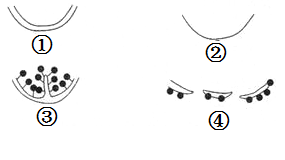 ① ②
③ ④